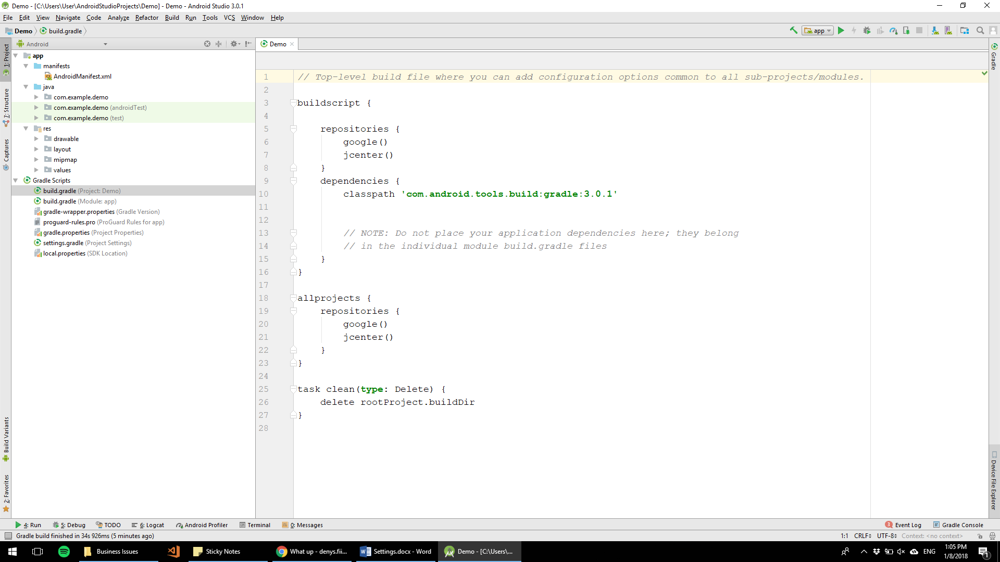 Demo - [C:\Users\User\AndroidStudioProjects\Demo] - Demo - Android Studio 3.0.1
File Edit View Navigate Code Analyze Refactor Build Run Tools VCS Window Help
Demo build.gradle app
Android
Demo
1: Project
7: Structure
Captures
Build Variants
2: Favorites
app
manifests
AndroidManifest.xml
java
com.example.demo
com.example.demo (androidTest)
com.example.demo (test)
res
drawable
layout
mipmap
values
Gradle Scripts
build.gradle (Project: Demo)
build.gradle (Module: app)
gradle-wrapper.properties (Gradle Version)
proguard-rules.pro (ProGuard Rules for app)
gradle.properties (Project Properties)
settings.gradle (Project Settings)
local.properties (SDK Location)
1 // Top-level build file where you can add configuration options common to all sub-projects/modules.
2
3 buildscript {
4
5 repositories {
6 google()
7 jcenter()
8 }
9 dependencies {
10 classpath 'com.android.tools.build:gradle:3.0.1'
11
12
13 // NOTE: Do not place your application dependencies here; they belong
14 // in the individual module build.gradle files
15 }
16 }
17
18 allprojects {
19 repositories {
20 google()
21 jcenter()
22 }
23 }
24
25 task clean(type: Delete) {
26 delete rootProject.buildDir
27 }
28
Gradle
Device File Explorer
4: Run 5: Debug TODO 6: Logcat Android Profiler Terminal 0: Messages 3 Event Log Gradle Console
Gradle build finished in 34s 926ms (5 minutes ago) 1:1 CRLF UTF-8 Context: <no context>
Business Issues Sticky Notes What up - denys.fii... Settings.docx - Word Demo - [C:\Users\... ENG 1:05 PM
1/8/2018 1